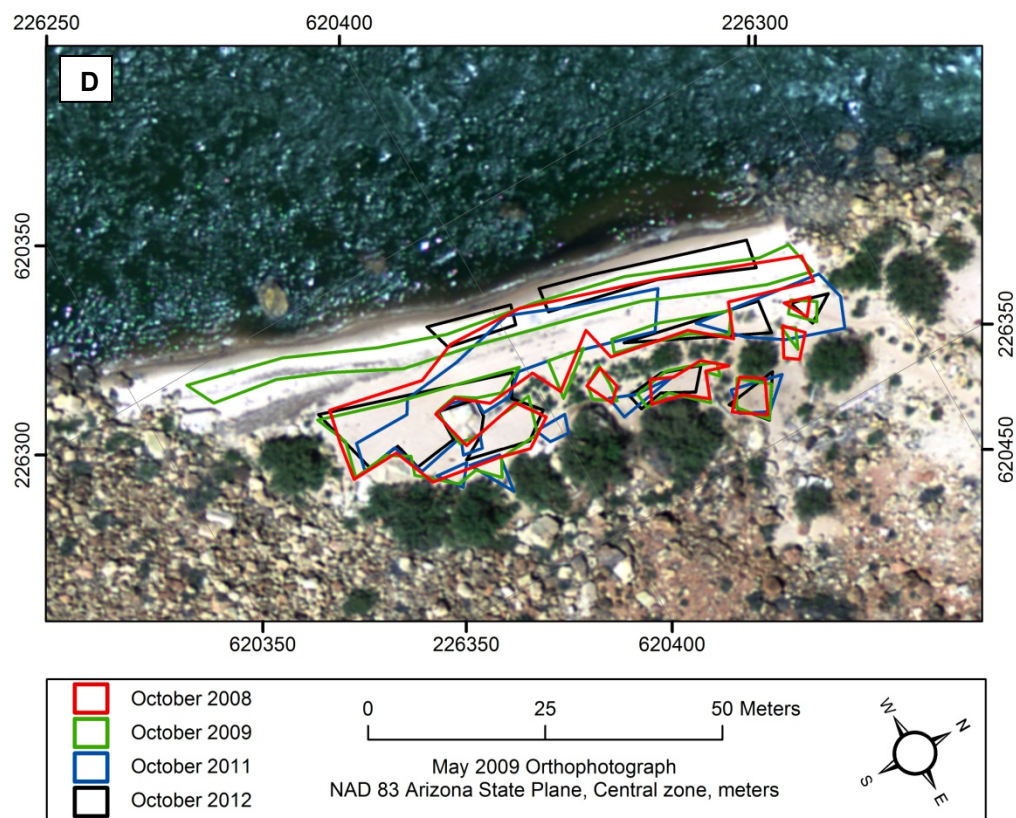 226250 620400 226300
D
620350
226350
226300
620450
620350 226350 620400
October 2008
October 2009
October 2011
October 2012
0 25 50 Meters
May 2009 Orthophotograph
NAD 83 Arizona State Plane, Central zone, meters
W N
S E